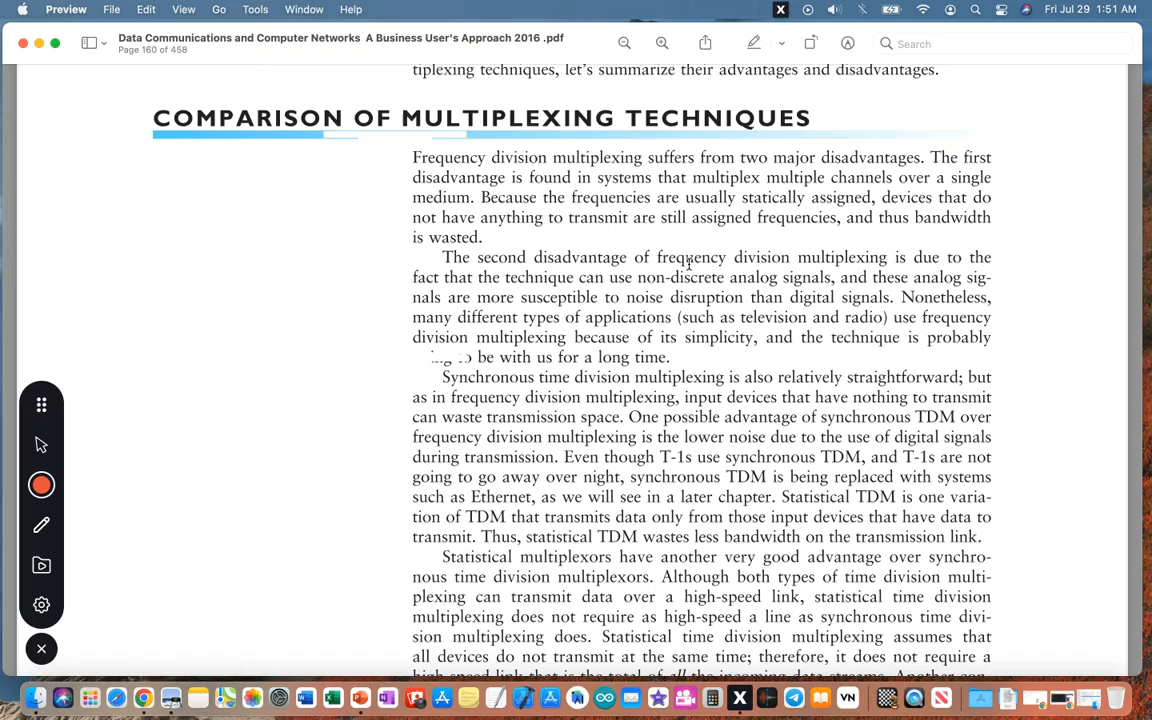 Preview File Edit View Go Tools Window Help Fri Jul 29 1:51 AM
Data Communications and Computer Networks A Business User's Approach 2016 .pdf
Page 160 of 458
Search
tiplexing techniques, let's summarize their advantages and disadvantages.
COMPARISON OF MULTIPLEXING TECHNIQUES
Frequency division multiplexing suffers from two major disadvantages. The first
disadvantage is found in systems that multiplex multiple channels over a single
medium. Because the frequencies are usually statically assigned, devices that do
not have anything to transmit are still assigned frequencies, and thus bandwidth
is wasted.
The second disadvantage of frequency division multiplexing is due to the
fact that the technique can use non-discrete analog signals, and these analog sig-
nals are more susceptible to noise disruption than digital signals. Nonetheless,
many different types of applications (such as television and radio) use frequency
division multiplexing because of its simplicity, and the technique is probably
be with us for a long time.
Synchronous time division multiplexing is also relatively straightforward; but
as in frequency division multiplexing, input devices that have nothing to transmit
can waste transmission space. One possible advantage of synchronous TDM over
frequency division multiplexing is the lower noise due to the use of digital signals
during transmission. Even though T-1s use synchronous TDM, and T-1s are not
going to go away over night, synchronous TDM is being replaced with systems
such as Ethernet, as we will see in a later chapter. Statistical TDM is one varia-
tion of TDM that transmits data only from those input devices that have data to
transmit. Thus, statistical TDM wastes less bandwidth on the transmission link.
Statistical multiplexors have another very good advantage over synchro-
nous time division multiplexors. Although both types of time division multi-
plexing can transmit data over a high-speed link, statistical time division
multiplexing does not require as high-speed a line as synchronous time divi-
sion multiplexing does. Statistical time division multiplexing assumes that
all devices do not transmit at the same time; therefore, it does not require a
high-speed link that is the total of all the incoming data streams. Another con-